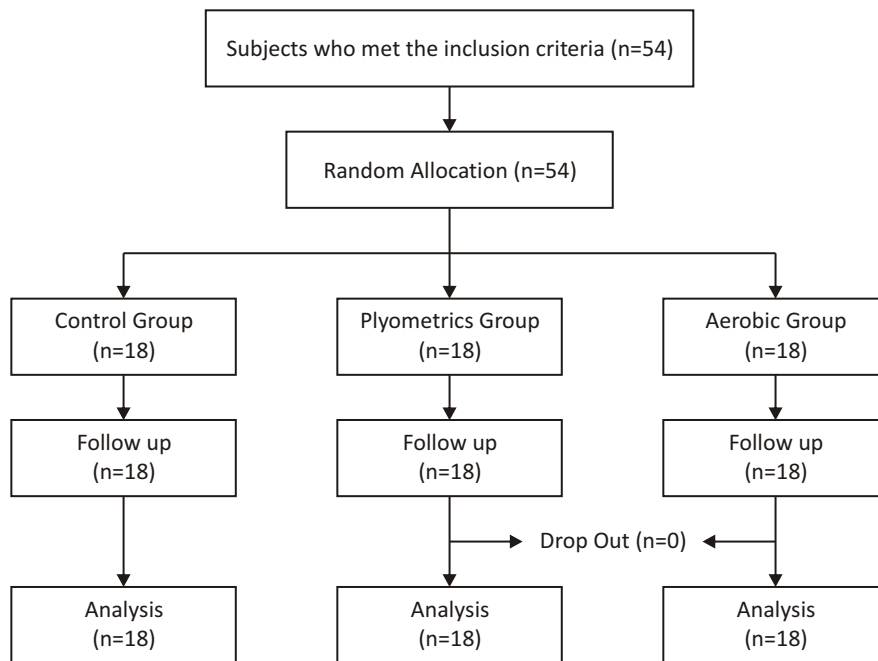 Subjects who met the inclusion criteria (n=54)
Random Allocation (n=54)
Control Group
(n=18)
Plyometrics Group
(n=18)
Aerobic Group
(n=18)
Follow up
(n=18)
Follow up
(n=18)
Follow up
(n=18)
Drop Out (n=0)
Analysis
(n=18)
Analysis
(n=18)
Analysis
(n=18)